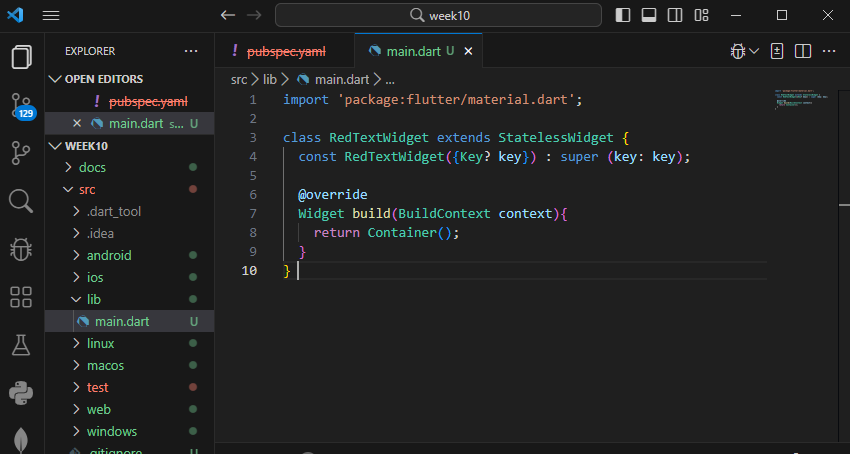 week10
EXPLORER
OPEN EDITORS
pubspec.yaml
main.dart s... U
WEEK10
docs
src
.dart_tool
.idea
android
ios
lib
main.dart U
linux
macos
test
web
windows
.gitignore U
129
! pubspec.yaml
main.dart U
src > lib > main.dart > ...
1 import 'package:flutter/material.dart';
2
3 class RedTextWidget extends StatelessWidget {
4 const RedTextWidget({Key? key}) : super (key: key);
5
6 @override
7 Widget build(BuildContext context){
8 return Container();
9 }
10 }